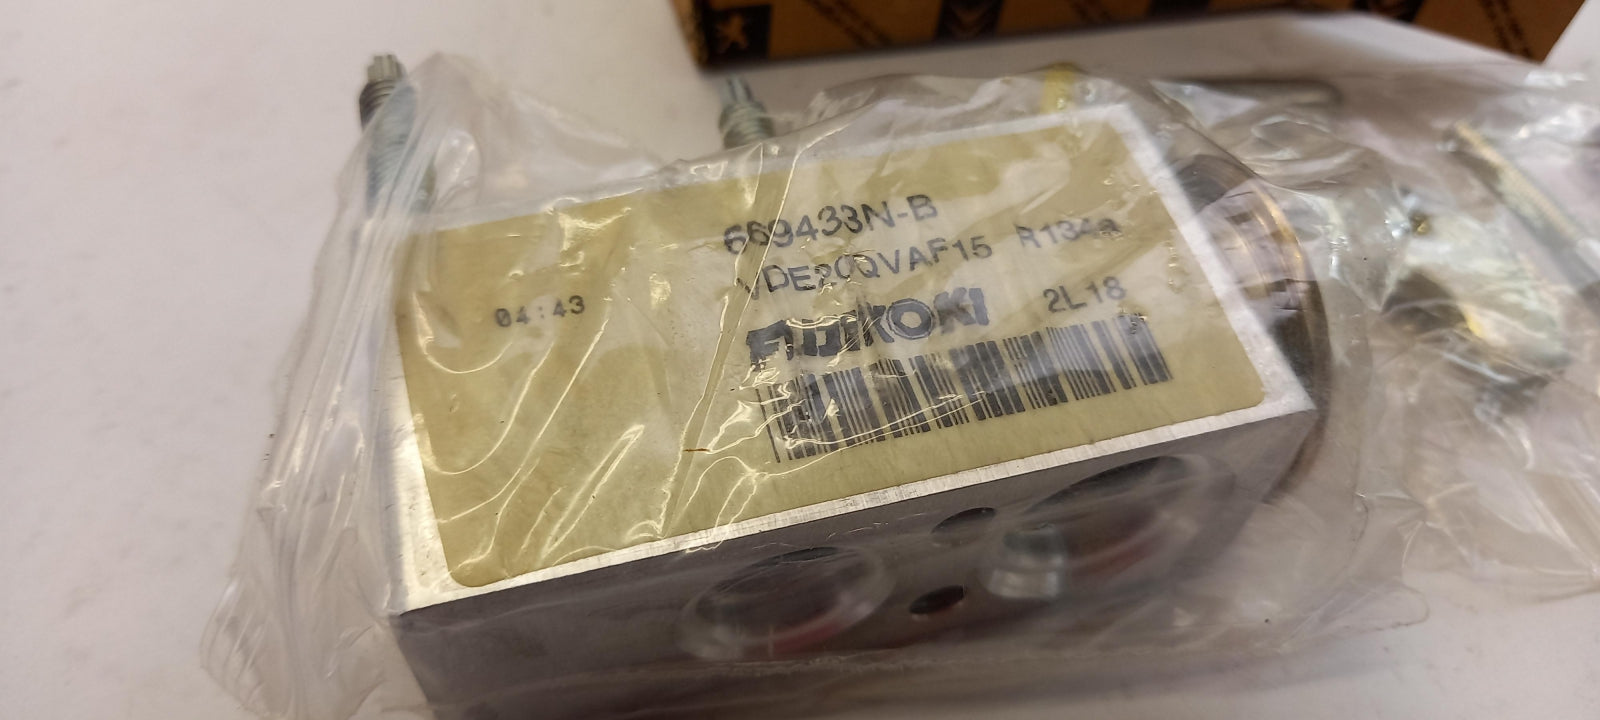 669433N-B
VDE20QVAF15 R134a
04:43
FUJIKOKI 2L18